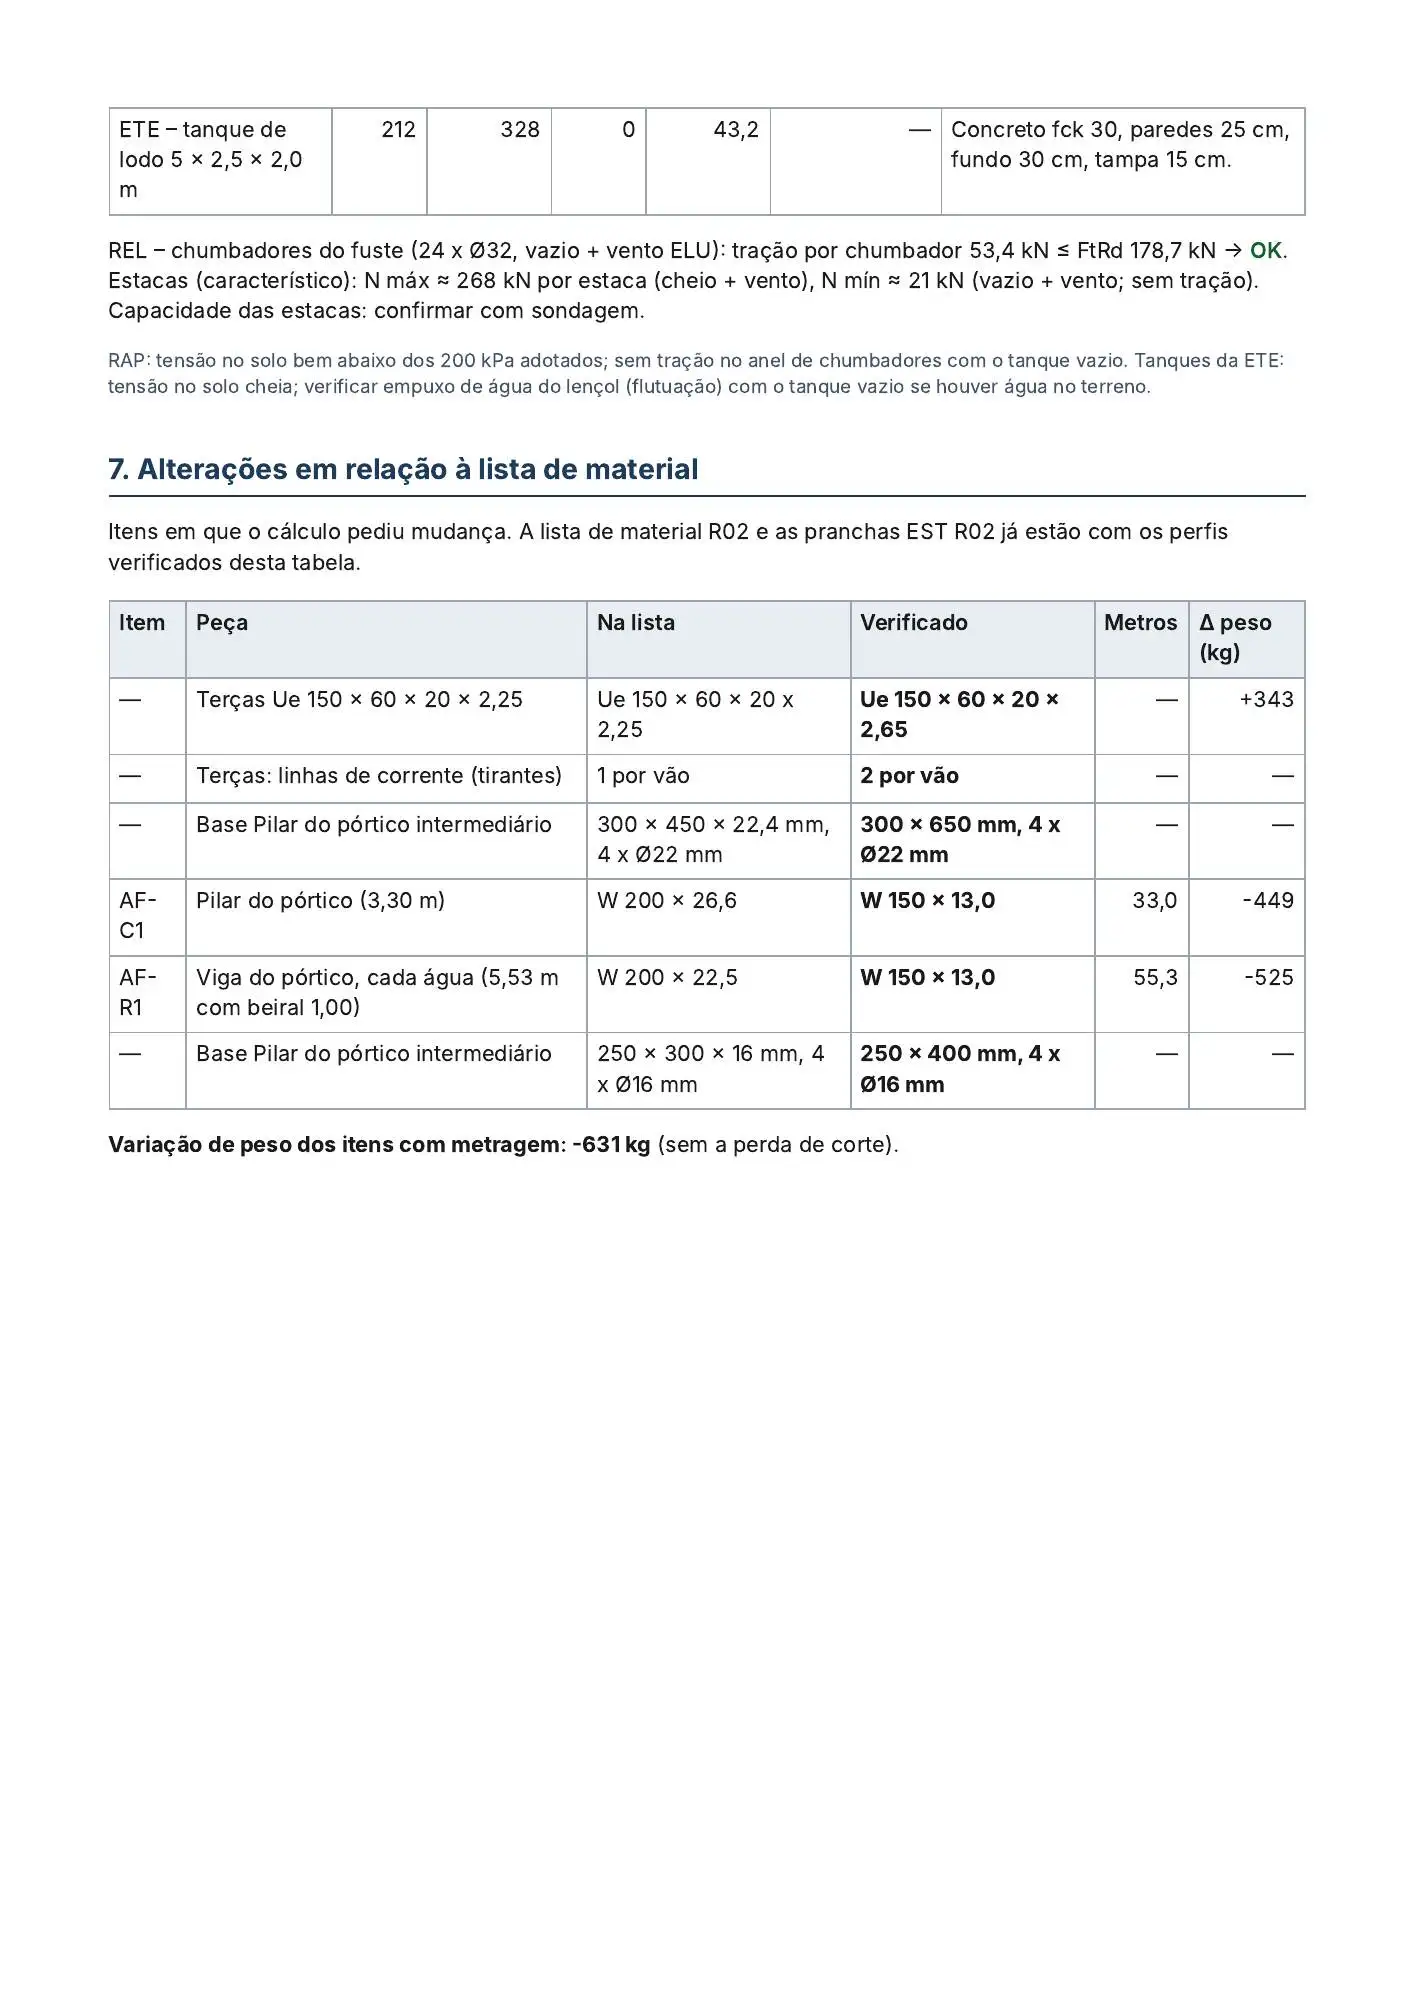 ETE – tanque de lodo 5 × 2,5 × 2,0 m | 212 | 328 | 0 | 43,2 | — | Concreto fck 30, paredes 25 cm, fundo 30 cm, tampa 15 cm.
REL – chumbadores do fuste (24 x Ø32, vazio + vento ELU): tração por chumbador 53,4 kN ≤ FtRd 178,7 kN → OK.
Estacas (característico): N máx ≈ 268 kN por estaca (cheio + vento), N mín ≈ 21 kN (vazio + vento; sem tração).
Capacidade das estacas: confirmar com sondagem.
RAP: tensão no solo bem abaixo dos 200 kPa adotados; sem tração no anel de chumbadores com o tanque vazio. Tanques da ETE:
tensão no solo cheia; verificar empuxo de água do lençol (flutuação) com o tanque vazio se houver água no terreno.
7. Alterações em relação à lista de material
Itens em que o cálculo pediu mudança. A lista de material R02 e as pranchas EST R02 já estão com os perfis
verificados desta tabela.
Item | Peça | Na lista | Verificado | Metros | Δ peso (kg)
— | Terças Ue 150 × 60 × 20 × 2,25 | Ue 150 × 60 × 20 x 2,25 | Ue 150 × 60 × 20 × 2,65 | — | +343
— | Terças: linhas de corrente (tirantes) | 1 por vão | 2 por vão | — | —
— | Base Pilar do pórtico intermediário | 300 × 450 × 22,4 mm, 4 x Ø22 mm | 300 × 650 mm, 4 x Ø22 mm | — | —
AF-C1 | Pilar do pórtico (3,30 m) | W 200 × 26,6 | W 150 × 13,0 | 33,0 | -449
AF-R1 | Viga do pórtico, cada água (5,53 m com beiral 1,00) | W 200 × 22,5 | W 150 × 13,0 | 55,3 | -525
— | Base Pilar do pórtico intermediário | 250 × 300 × 16 mm, 4 x Ø16 mm | 250 × 400 mm, 4 x Ø16 mm | — | —
Variação de peso dos itens com metragem: -631 kg (sem a perda de corte).